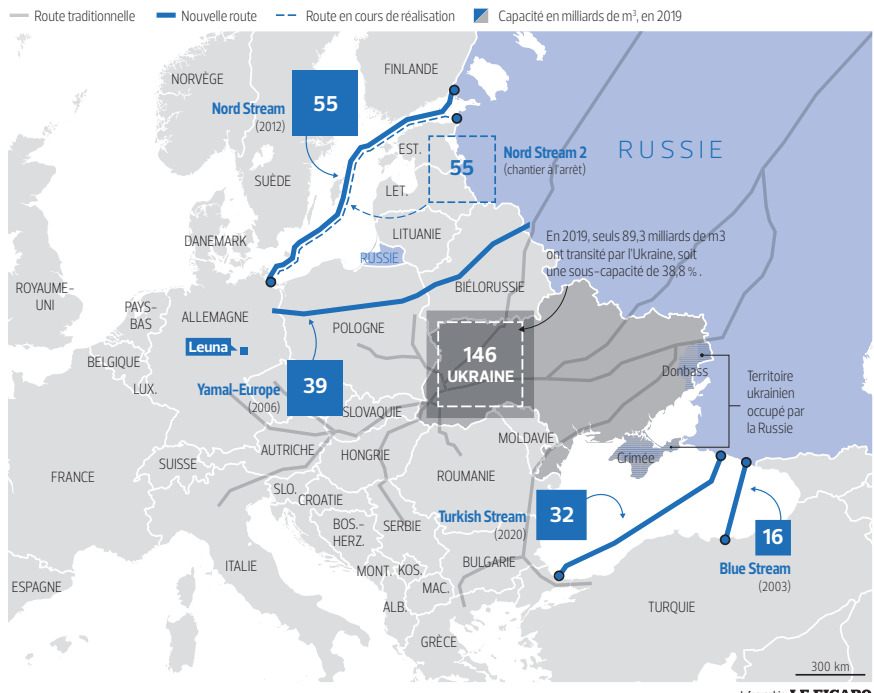 Route traditionnelle
Nouvelle route
Route en cours de réalisation
Capacité en milliards de m³, en 2019
NORVÈGE
FINLANDE
Nord Stream
(2012)
55
RUSSIE
EST.
55
Nord Stream 2
(chantier à l'arrêt)
SUÈDE
LET.
DANEMARK
LITUANIE
RUSSIE
En 2019, seuls 89,3 milliards de m3
ont transité par l'Ukraine, soit
une sous-capacité de 38,8 % .
ROYAUME-
UNI
BIÉLORUSSIE
PAYS-
BAS
ALLEMAGNE
POLOGNE
Leuna
BELGIQUE
146
UKRAINE
Donbass
LUX.
Yamal-Europe
(2006)
39
Territoire
ukrainien
occupé par
la Russie
SLOVAQUIE
MOLDAVIE
AUTRICHE
HONGRIE
Crimée
SUISSE
FRANCE
ROUMANIE
SLO.
CROATIE
Turkish Stream
(2020)
32
BOS.-
HERZ.
SERBIE
16
Blue Stream
(2003)
ITALIE
BULGARIE
MONT.
KOS.
ESPAGNE
MAC.
ALB.
TURQUIE
GRÈCE
300 km
LE FIGARO